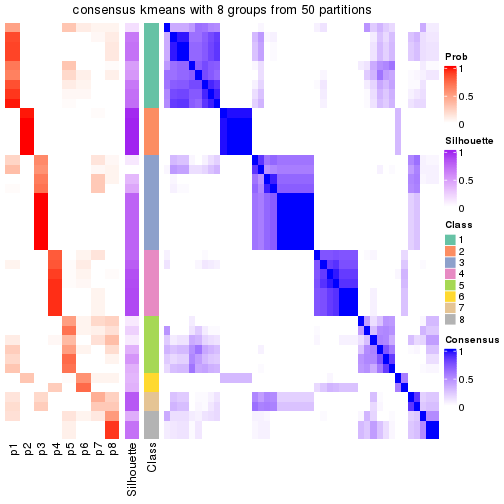 consensus kmeans with 8 groups from 50 partitions
Prob
1
0.5
0
Silhouette
1
0.5
0
Class
1
2
3
4
5
6
7
8
Consensus
1
0.5
0
p1
p2
p3
p4
p5
p6
p7
p8
Silhouette
Class